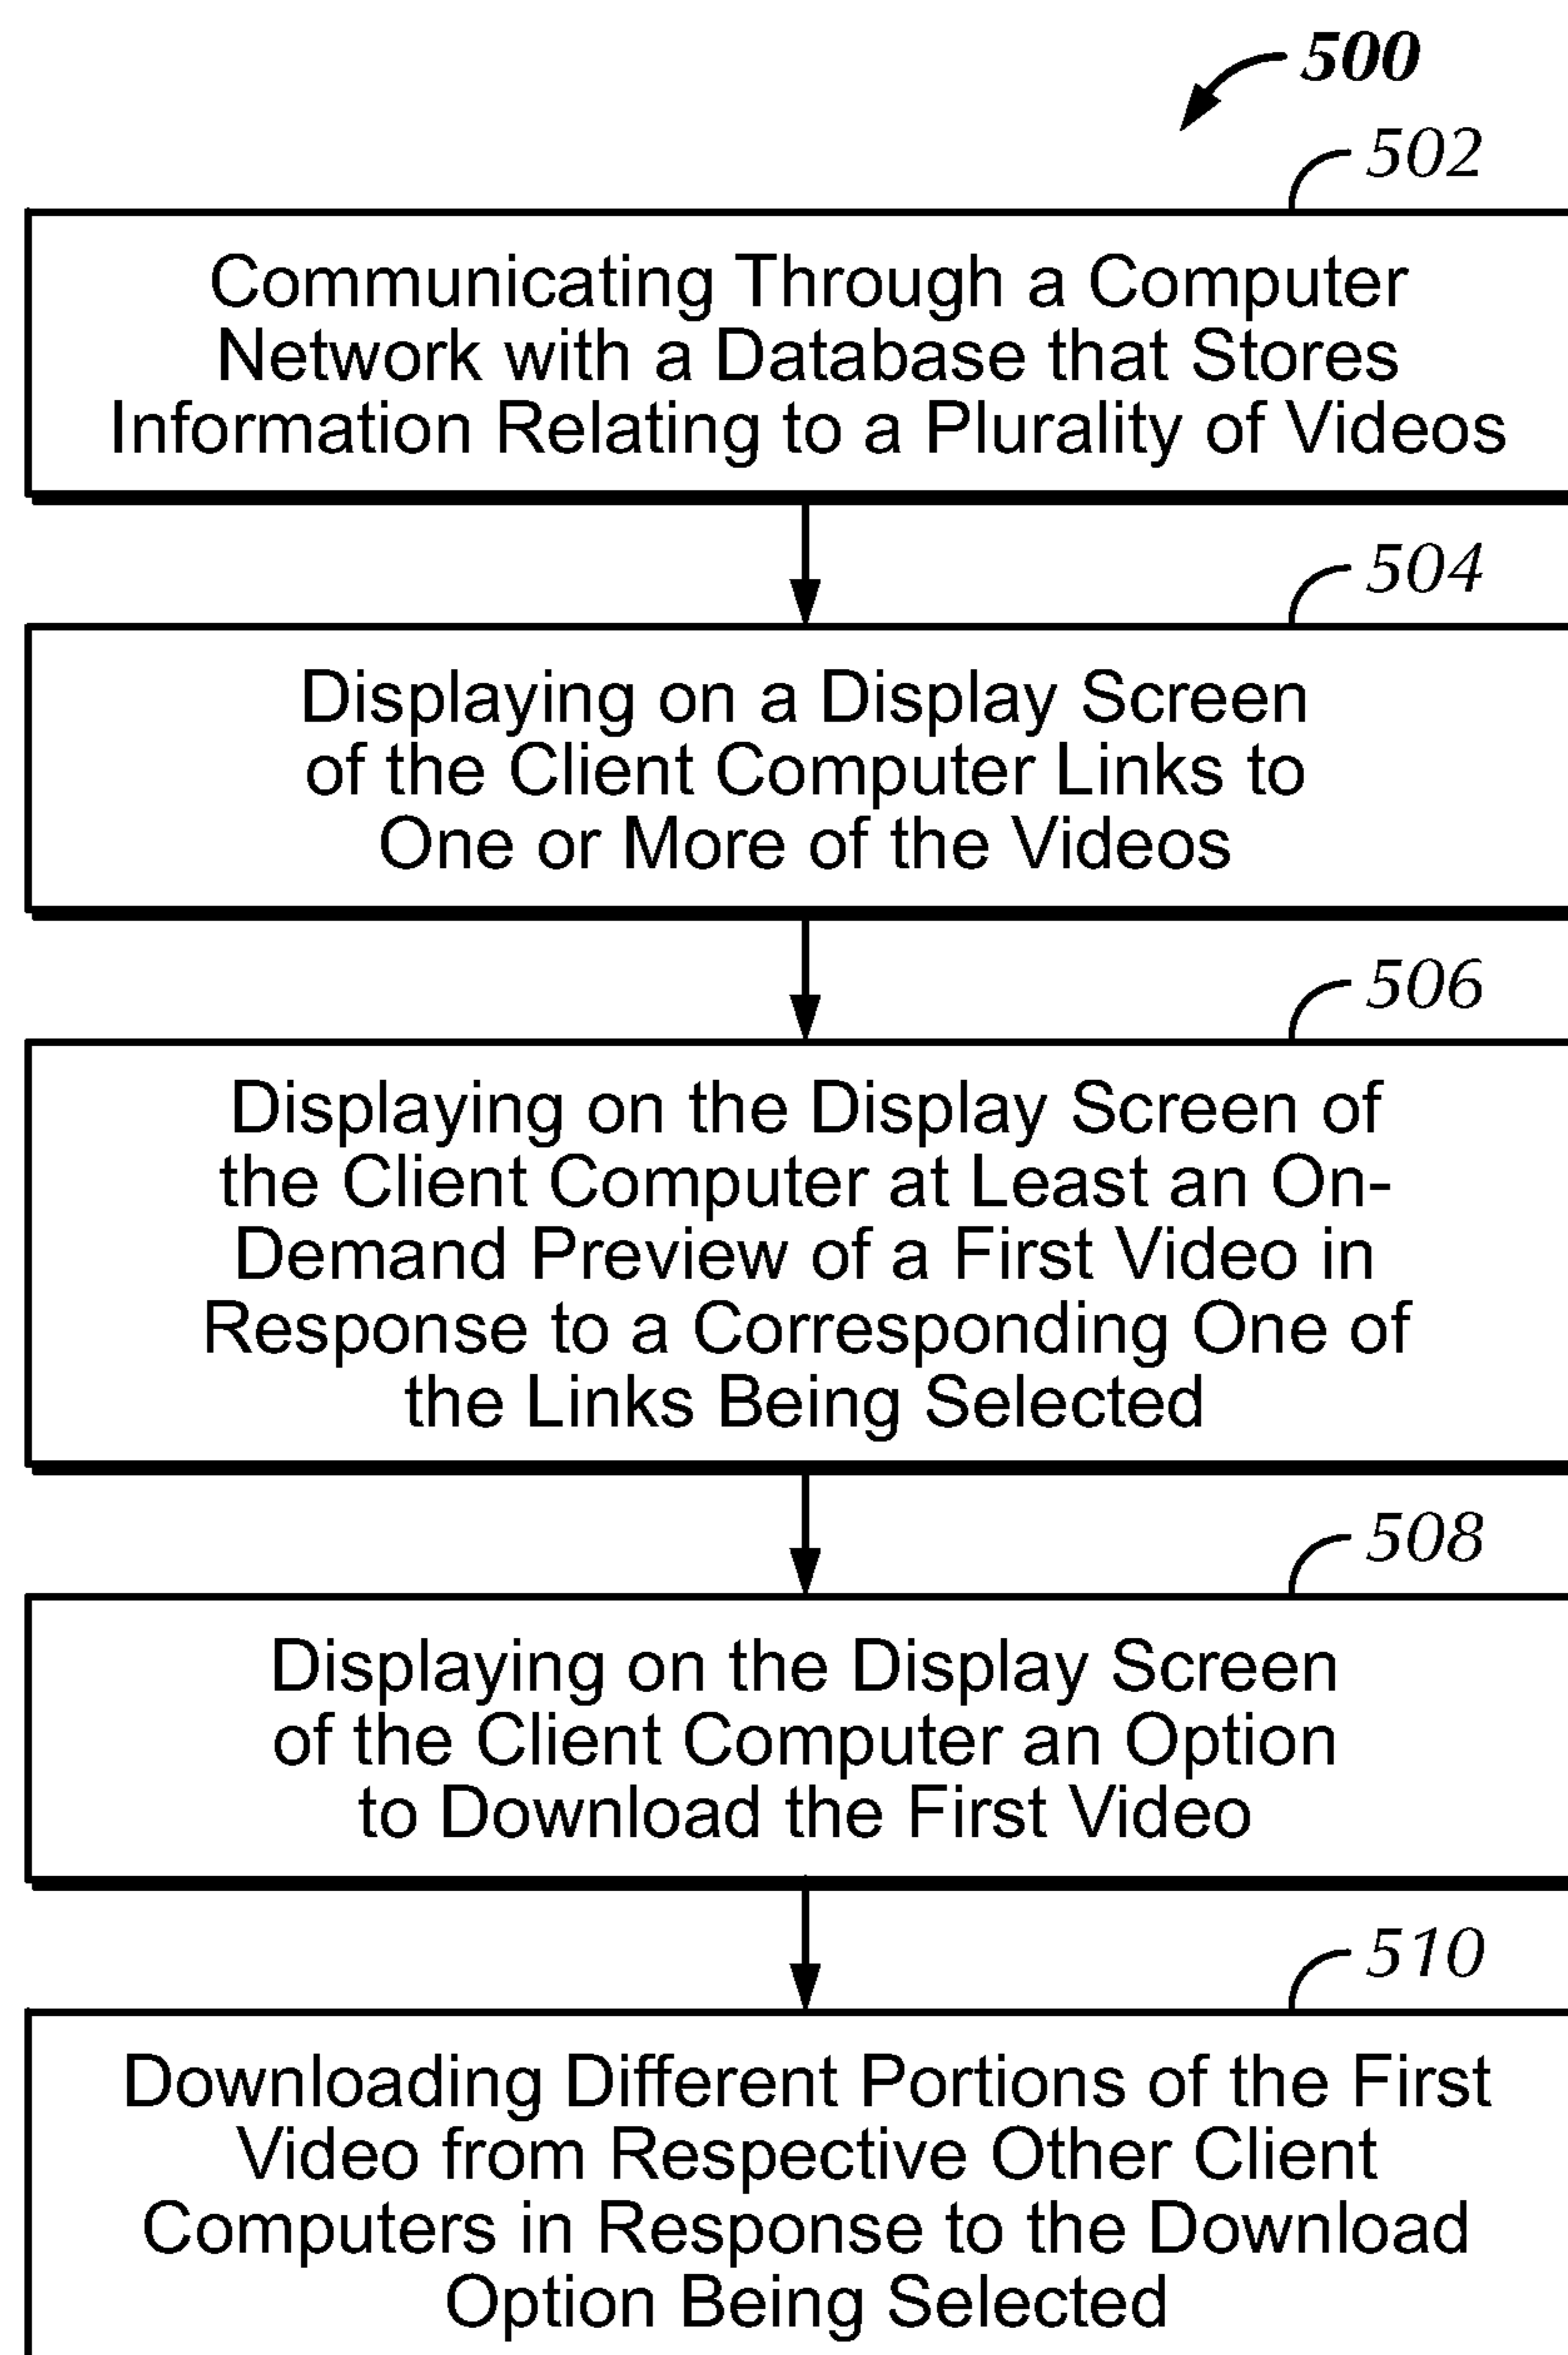 500
502
Communicating Through a Computer
Network with a Database that Stores
Information Relating to a Plurality of Videos
504
Displaying on a Display Screen
of the Client Computer Links to
One or More of the Videos
506
Displaying on the Display Screen of
the Client Computer at Least an On-
Demand Preview of a First Video in
Response to a Corresponding One of
the Links Being Selected
508
Displaying on the Display Screen
of the Client Computer an Option
to Download the First Video
510
Downloading Different Portions of the First
Video from Respective Other Client
Computers in Response to the Download
Option Being Selected